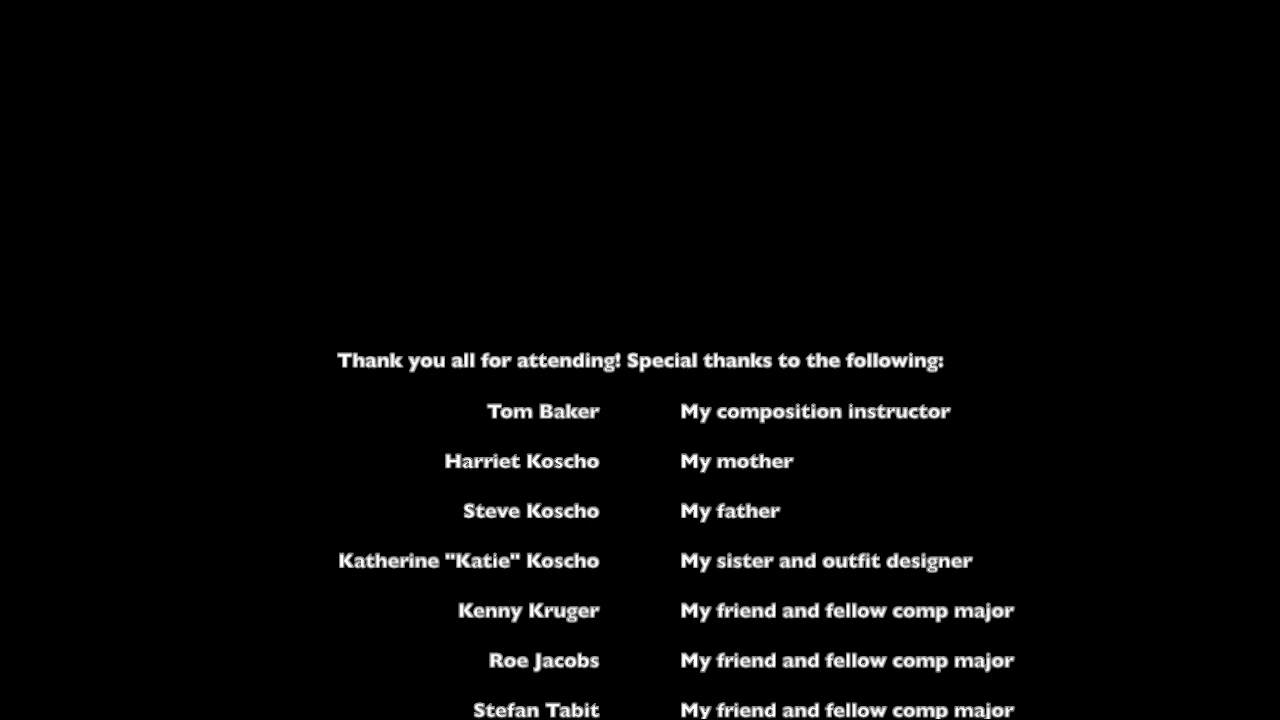 Thank you all for attending! Special thanks to the following:
Tom Baker My composition instructor
Harriet Koscho My mother
Steve Koscho My father
Katherine "Katie" Koscho My sister and outfit designer
Kenny Kruger My friend and fellow comp major
Roe Jacobs My friend and fellow comp major
Stefan Tabit My friend and fellow comp major